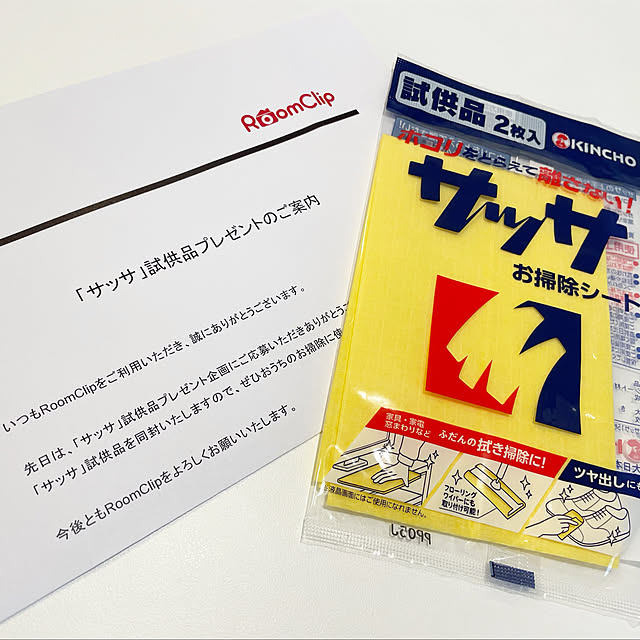 RoomClip
「サッサ」試供品プレゼントのご案内
いつもRoomClipをご利用いただき、誠にありがとうございます。
先日は、「サッサ」試供品プレゼント企画にご応募いただきありがとうご
「サッサ」試供品を同封いたしますので、ぜひおうちのお掃除に使
今後ともRoomClipをよろしくお願いいたします。
試供品 2枚入
KINCHO
ホコリをとらえて離さない!
サッサ
お掃除シート
家具・家電
窓まわりなど ふだんの拭き掃除に!
ツヤ出しにも
液晶画面にはご使用になれません。
フローリング
ワイパーにも
取り付け可能!
PP05J